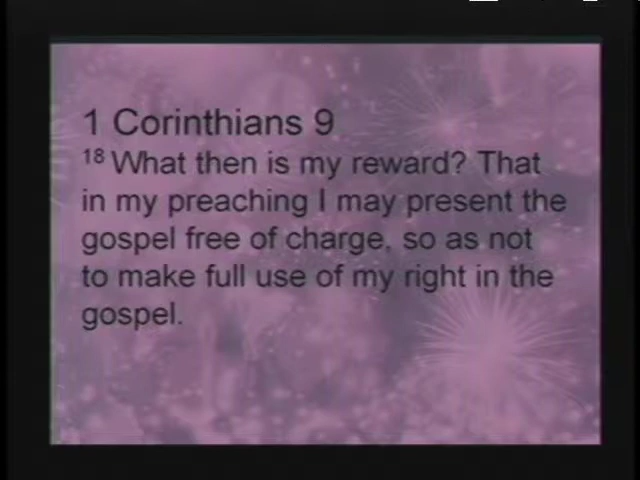 1 Corinthians 9
18 What then is my reward? That
in my preaching I may present the
gospel free of charge, so as not
to make full use of my right in the
gospel.